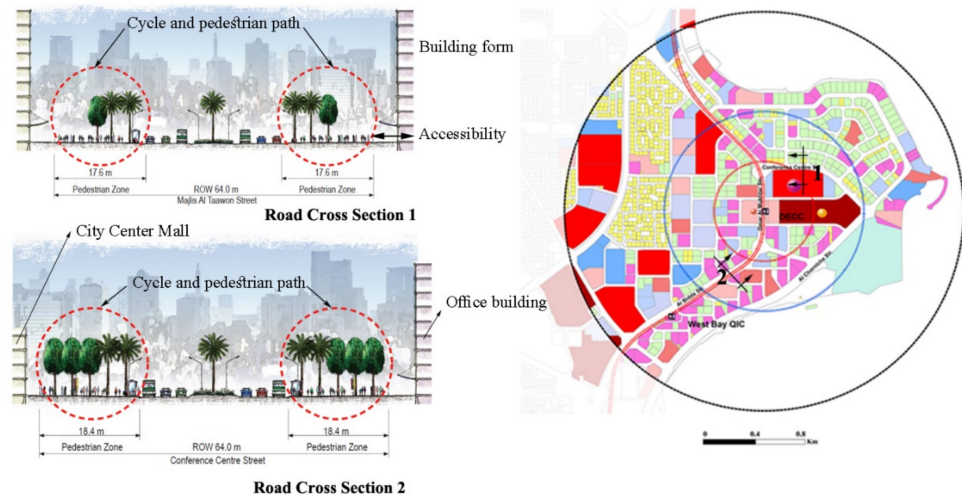 Cycle and pedestrian path
Building form
Accessibility
17.6 m
17.6 m
Pedestrian Zone
ROW 64.0 m
Pedestrian Zone
Majlis Al Taawon Street
Road Cross Section 1
City Center Mall
Cycle and pedestrian path
Office building
18.4 m
18.4 m
Pedestrian Zone
ROW 64.0 m
Pedestrian Zone
Conference Centre Street
Road Cross Section 2
1
DECC
2
Al Corniche Str.
West Bay QIC
0
0.4
0.8
Km